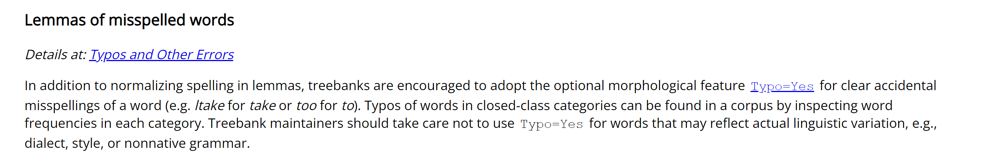 Lemmas of misspelled words
Details at: Typos and Other Errors
In addition to normalizing spelling in lemmas, treebanks are encouraged to adopt the optional morphological feature Typo=Yes for clear accidental
misspellings of a word (e.g. ltake for take or too for to). Typos of words in closed-class categories can be found in a corpus by inspecting word
frequencies in each category. Treebank maintainers should take care not to use Typo=Yes for words that may reflect actual linguistic variation, e.g.,
dialect, style, or nonnative grammar.